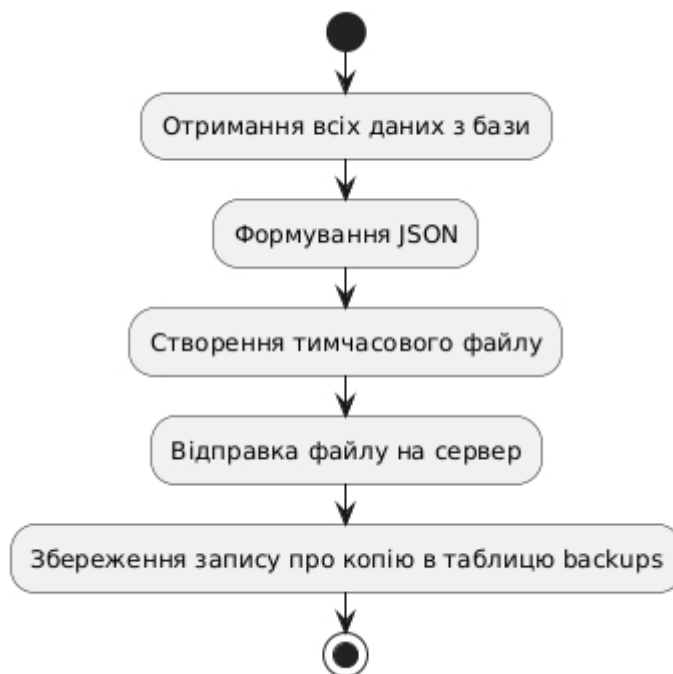 Отримання всіх даних з бази
Формування JSON
Створення тимчасового файлу
Відправка файлу на сервер
Збереження запису про копію в таблицю backups